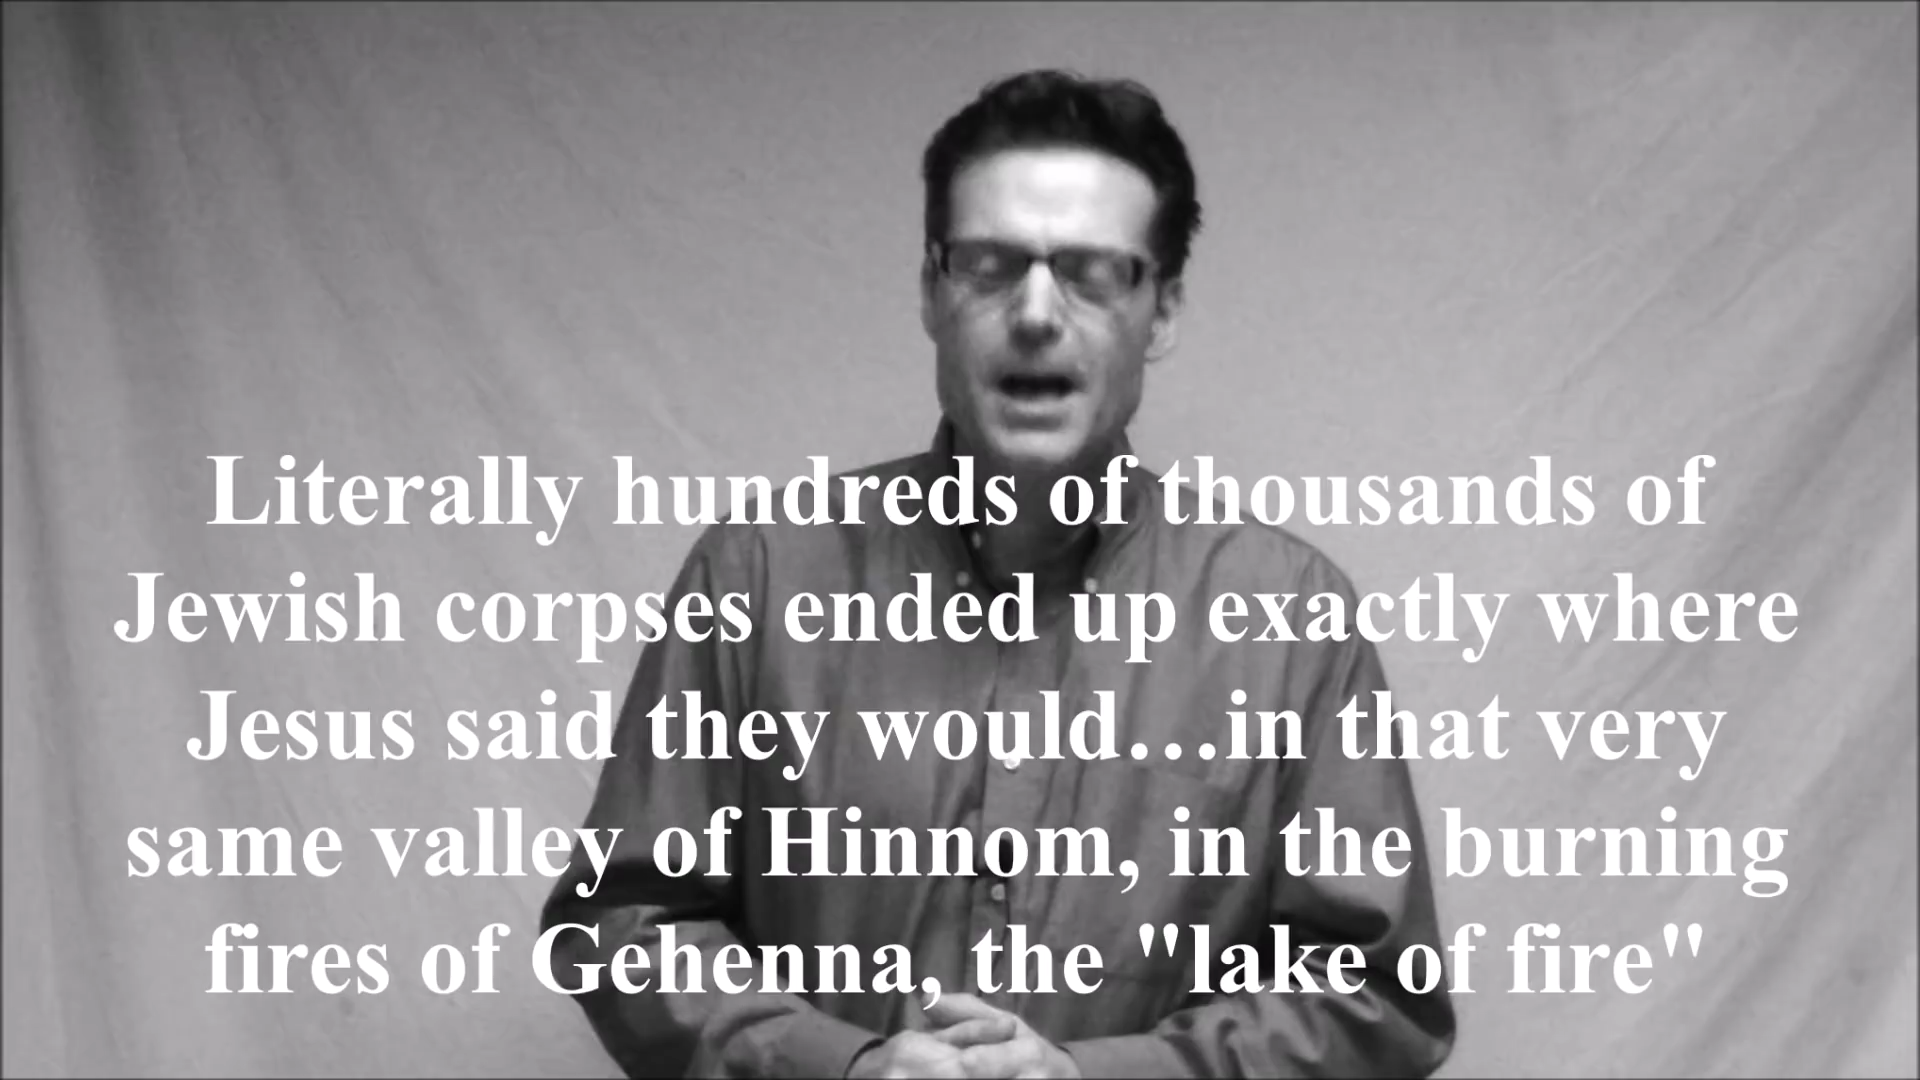 Literally hundreds of thousands of
Jewish corpses ended up exactly where
Jesus said they would…in that very
same valley of Hinnom, in the burning
fires of Gehenna, the "lake of fire"